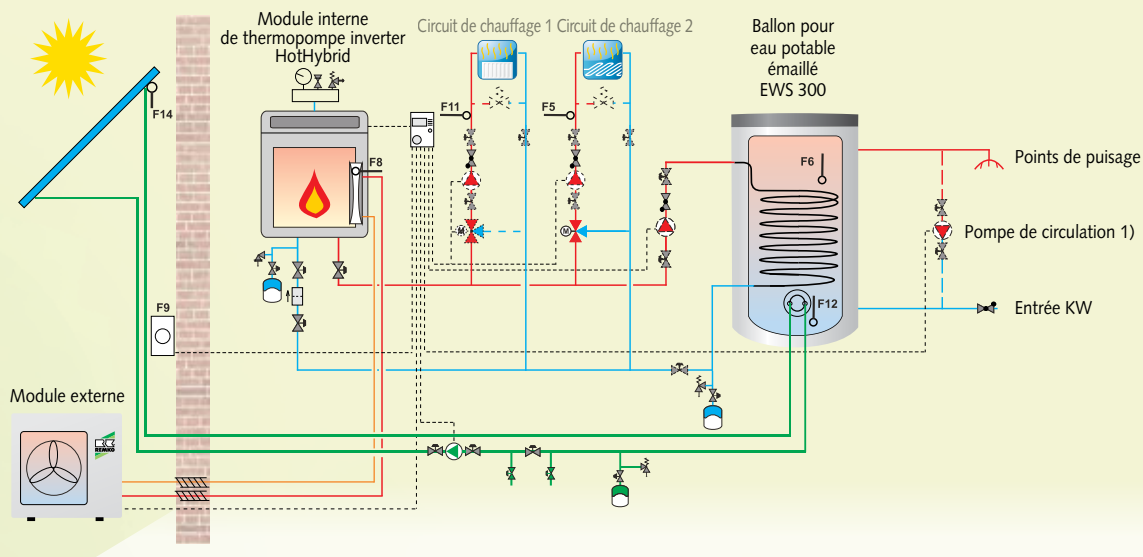 Module interne
de thermopompe inverter
HotHybrid
Circuit de chauffage 1
Circuit de chauffage 2
Ballon pour
eau potable
émaillé
EWS 300
F14
F11
F5
F8
F6
Points de puisage
M
M
Pompe de circulation 1)
F9
F12
Entrée KW
Module externe
REMKO